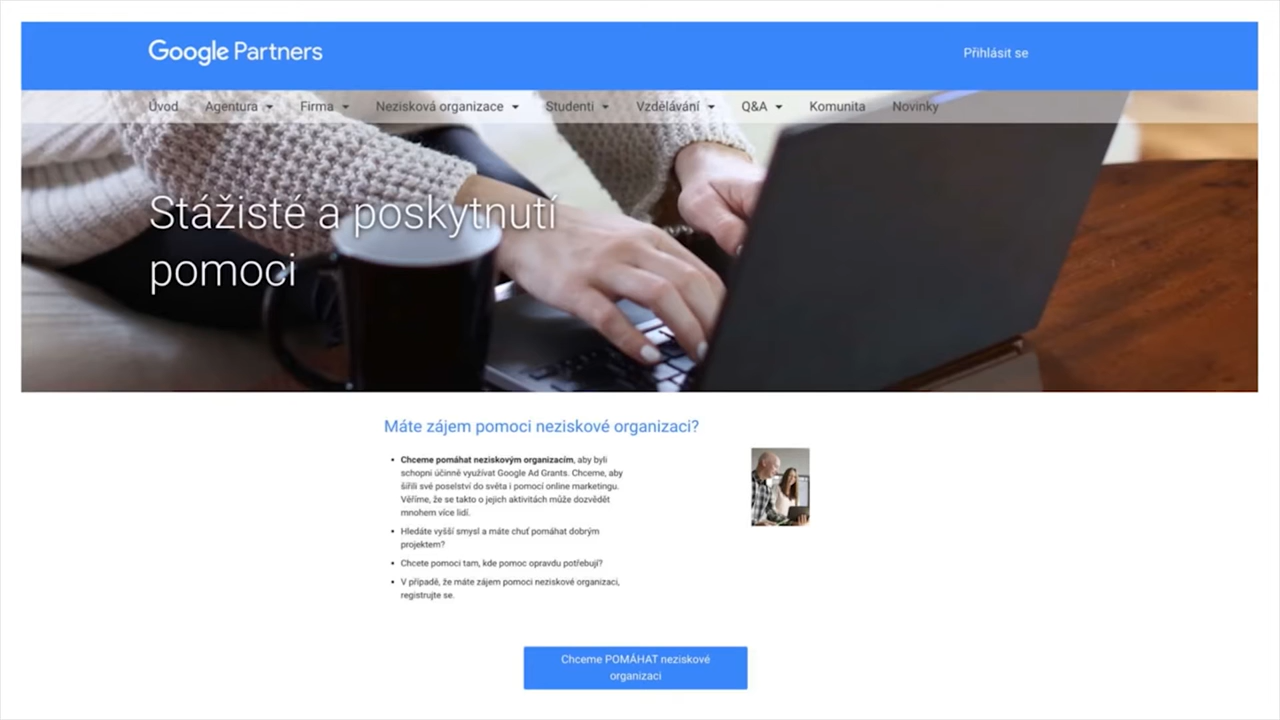 Google Partners
Přihlásit se
Úvod Agentura Firma Nezisková organizace Studenti Vzdělávání Q&A Komunita Novinky
Stážisté a poskytnutí
pomoci
Máte zájem pomoci neziskové organizaci?
• Chceme pomáhat neziskovým organizacím, aby byli
schopni účinně využívat Google Ad Grants. Chceme, aby
šířili své poselství do světa i pomocí online marketingu.
Věříme, že se takto o jejich aktivitách může dozvědět
mnohem více lidí.
• Hledáte vyšší smysl a máte chuť pomáhat dobrým
projektem?
• Chcete pomoci tam, kde pomoc opravdu potřebují?
• V případě, že máte zájem pomoci neziskové organizaci,
registrujte se.
Chceme POMÁHAT neziskové
organizaci